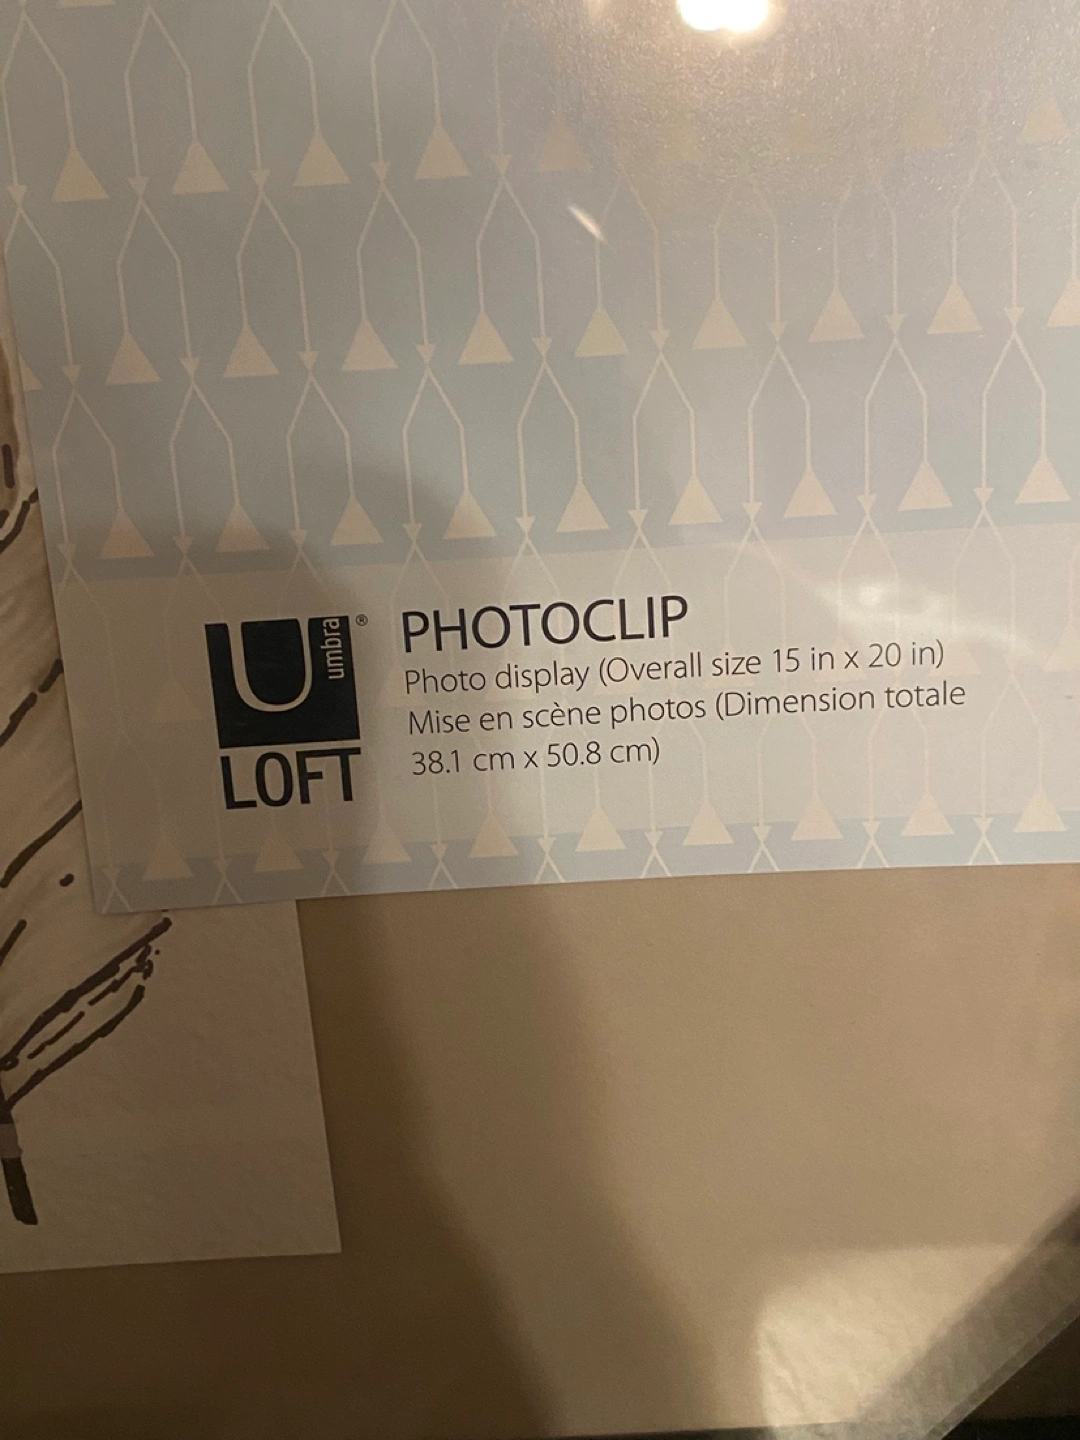 U umbra®
LOFT
PHOTOCLIP
Photo display (Overall size 15 in x 20 in)
Mise en scène photos (Dimension totale
38.1 cm x 50.8 cm)